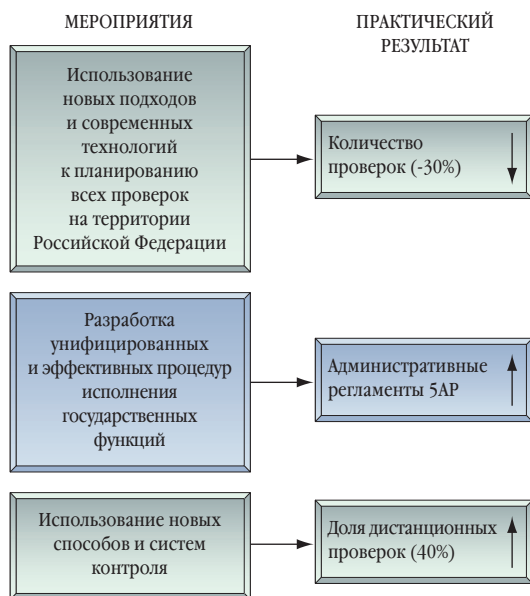 МЕРОПРИЯТИЯ
ПРАКТИЧЕСКИЙ
РЕЗУЛЬТАТ
Использование
новых подходов
и современных
технологий
к планированию
всех проверок
на территории
Российской Федерации
Количество
проверок (-30%)
Разработка
унифицированных
и эффективных процедур
исполнения
государственных
функций
Административные
регламенты 5АР
Использование новых
способов и систем
контроля
Доля дистанционных
проверок (40%)